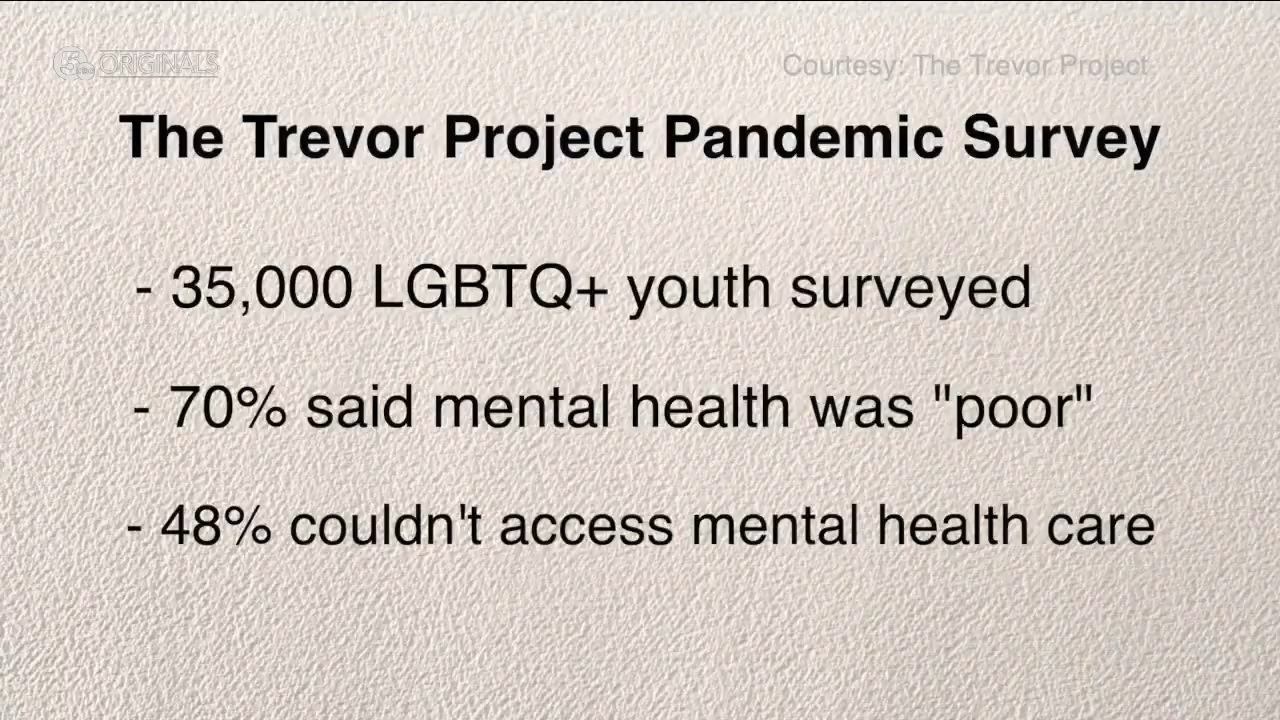 5 ORIGINALS
Courtesy: The Trevor Project
The Trevor Project Pandemic Survey
- 35,000 LGBTQ+ youth surveyed
- 70% said mental health was "poor"
- 48% couldn't access mental health care